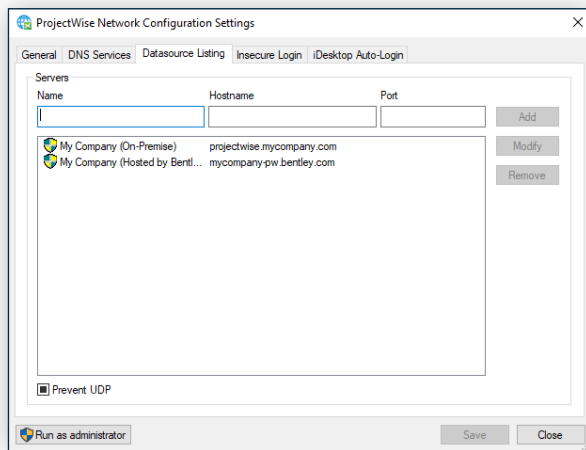 ProjectWise Network Configuration Settings
General DNS Services Datasource Listing Insecure Login iDesktop Auto-Login
Servers
Name Hostname Port
Add
My Company (On-Premise) projectwise.mycompany.com
Modify
My Company (Hosted by Bentl... mycompany-pw.bentley.com
Remove
Prevent UDP
Run as administrator Save Close